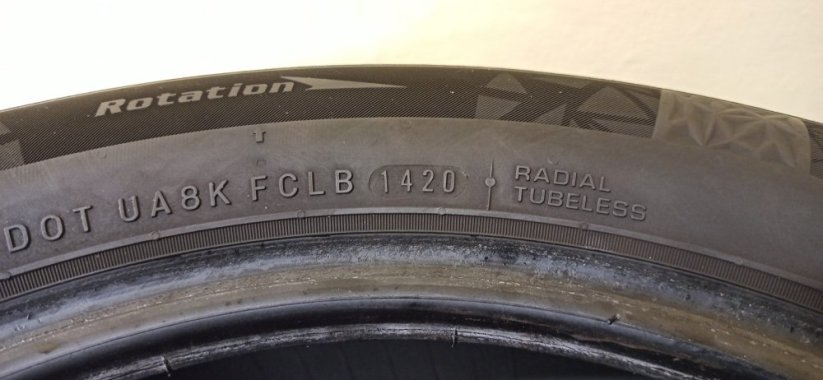 Rotation
T
DOT UA8K FCLB 1420
RADIAL
TUBELESS